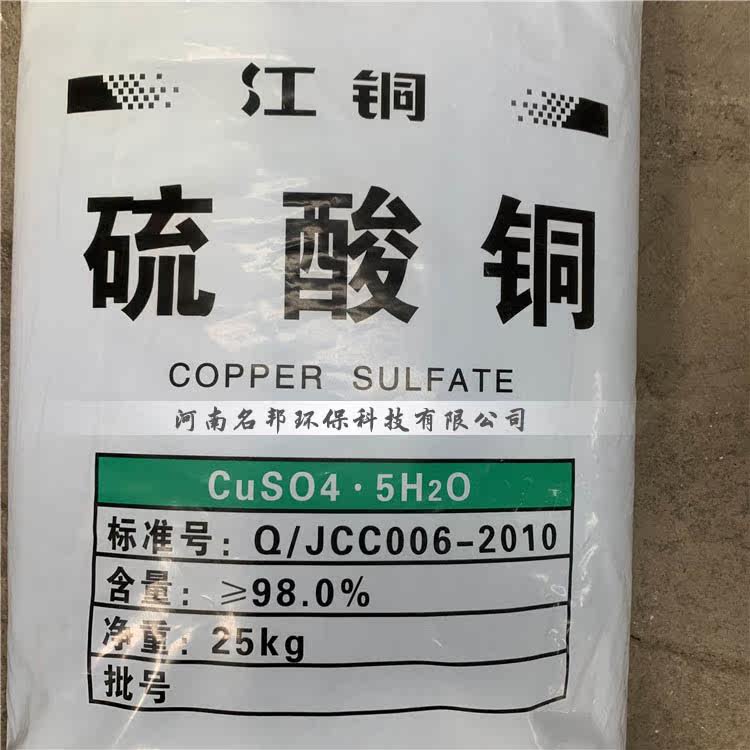 江铜
硫酸铜
COPPER SULFATE
河南名邦环保科技有限公司
CuSO4·5H2O
标准号：Q/JCC006-2010
含量：≥98.0%
净重：25kg
批号